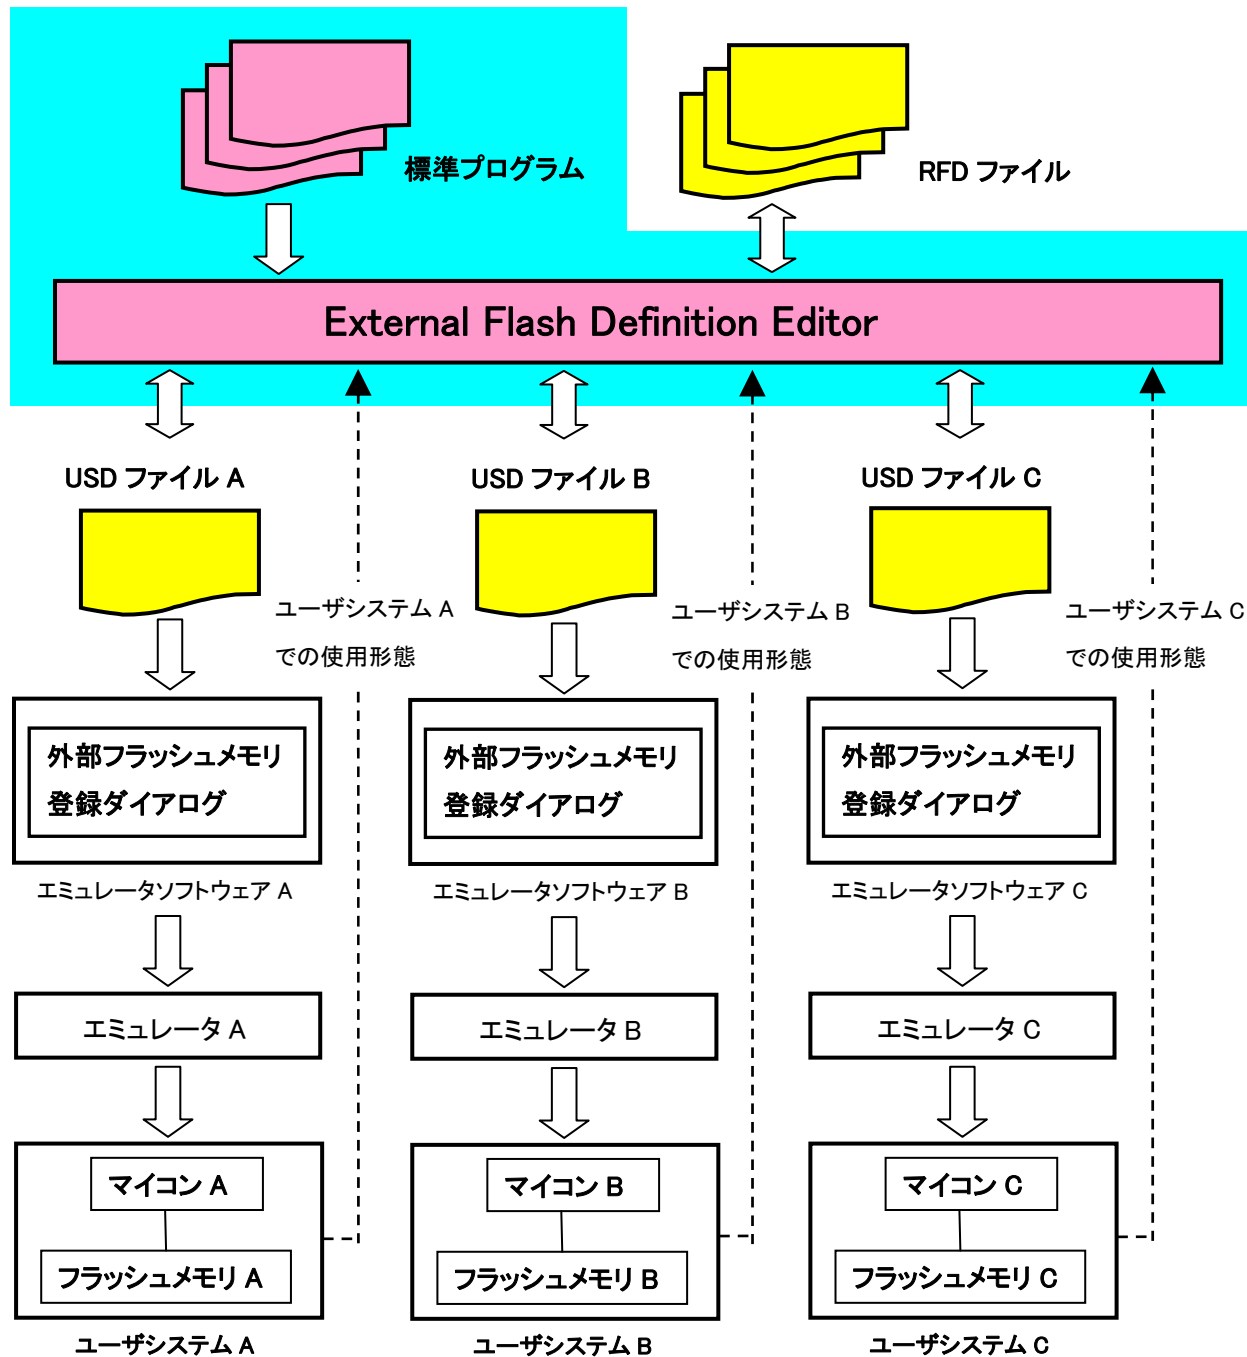 標準プログラム
RFD ファイル
External Flash Definition Editor
USD ファイル A
USD ファイル B
USD ファイル C
ユーザシステム A
での使用形態
ユーザシステム B
での使用形態
ユーザシステム C
での使用形態
外部フラッシュメモリ
登録ダイアログ
外部フラッシュメモリ
登録ダイアログ
外部フラッシュメモリ
登録ダイアログ
エミュレータソフトウェア A
エミュレータソフトウェア B
エミュレータソフトウェア C
エミュレータ A
エミュレータ B
エミュレータ C
マイコン A
マイコン B
マイコン C
フラッシュメモリ A
フラッシュメモリ B
フラッシュメモリ C
ユーザシステム A
ユーザシステム B
ユーザシステム C